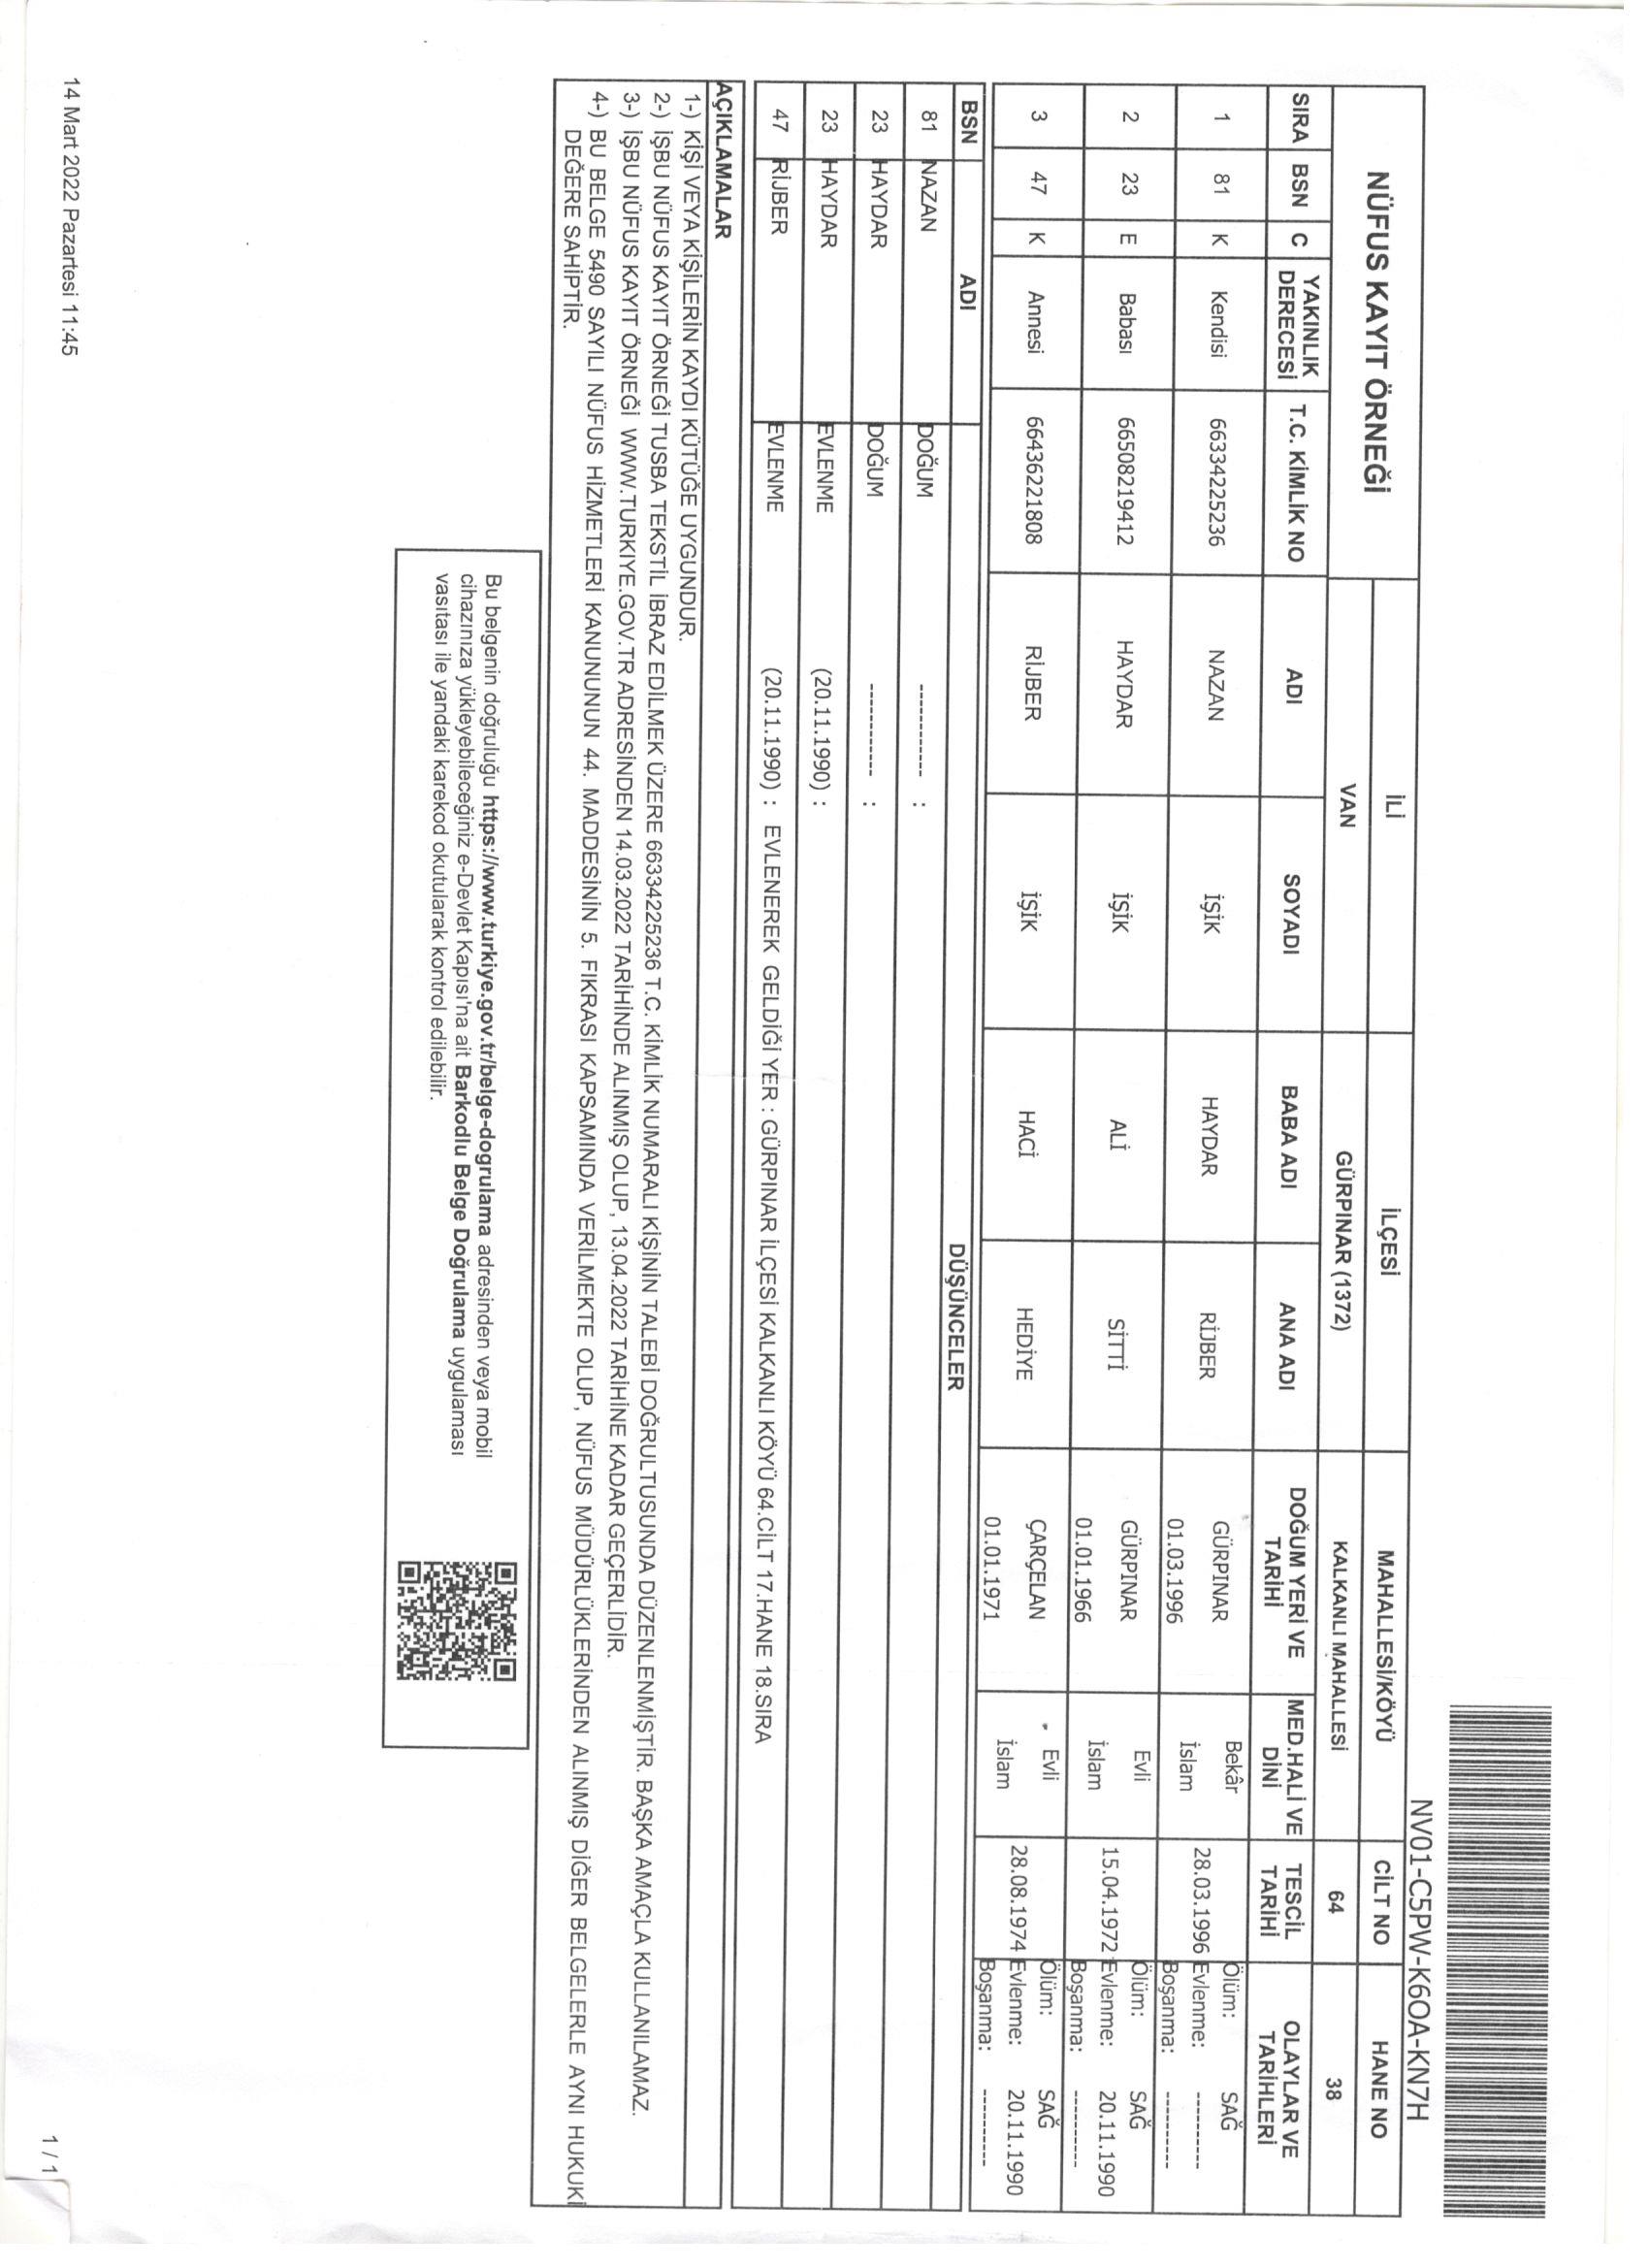 NV01-C5PW-K6OA-KN7H
NÜFUS KAYIT ÖRNEĞİ
İLİ İLÇESİ MAHALLESİ/KÖYÜ CİLT NO HANE NO
VAN GÜRPINAR (1372) KALKANLI MAHALLESİ 64 38
SIRA BSN C YAKINLIK DERECESİ T.C. KİMLİK NO ADI SOYADI BABA ADI ANA ADI DOĞUM YERİ VE TARİHİ MED.HALİ VE DİNİ TESCİL TARİHİ OLAYLAR VE TARİHLERİ
1 81 K Kendisi 66334225236 NAZAN İŞİK HAYDAR RİJBER GÜRPINAR 01.03.1996 Bekâr İslam 28.03.1996 Ölüm: SAĞ Evlenme: ---------- Boşanma: ----------
2 23 E Babası 66508219412 HAYDAR İŞİK ALİ SİTTİ GÜRPINAR 01.01.1966 Evli İslam 15.04.1972 Ölüm: SAĞ Evlenme: 20.11.1990 Boşanma: ----------
3 47 K Annesi 66436221808 RİJBER İŞİK HACİ HEDİYE ÇARÇELAN 01.01.1971 Evli İslam 28.08.1974 Ölüm: SAĞ Evlenme: 20.11.1990 Boşanma: ----------
BSN ADI DÜŞÜNCELER
81 NAZAN DOĞUM ------------ :
23 HAYDAR DOĞUM ------------ :
23 HAYDAR EVLENME (20.11.1990) :
47 RİJBER EVLENME (20.11.1990) : EVLENEREK GELDİĞİ YER : GÜRPINAR İLÇESİ KALKANLI KÖYÜ 64.CİLT 17.HANE 18.SIRA
AÇIKLAMALAR
1-) KİŞİ VEYA KİŞİLERİN KAYDI KÜTÜĞE UYGUNDUR.
2-) İŞBU NÜFUS KAYIT ÖRNEĞİ TUSBA TEKSTİL İBRAZ EDİLMEK ÜZERE 66334225236 T.C. KİMLİK NUMARALI KİŞİNİN TALEBİ DOĞRULTUSUNDA DÜZENLENMİŞTİR. BAŞKA AMAÇLA KULLANILAMAZ.
3-) İŞBU NÜFUS KAYIT ÖRNEĞİ WWW.TURKIYE.GOV.TR ADRESİNDEN 14.03.2022 TARİHİNDE ALINMIŞ OLUP, 13.04.2022 TARİHİNE KADAR GEÇERLİDİR.
4-) BU BELGE 5490 SAYILI NÜFUS HİZMETLERİ KANUNUNUN 44. MADDESİNİN 5. FIKRASI KAPSAMINDA VERİLMEKTE OLUP, NÜFUS MÜDÜRLÜKLERİNDEN ALINMIŞ DİĞER BELGELERLE AYNI HUKUKİ
DEĞERE SAHİPTİR.
Bu belgenin doğruluğu https://www.turkiye.gov.tr/belge-dogrulama adresinden veya mobil
cihazınıza yükleyebileceğiniz e-Devlet Kapısı'na ait Barkodlu Belge Doğrulama uygulaması
vasıtası ile yandaki karekod okutularak kontrol edilebilir.
14 Mart 2022 Pazartesi 11:45
1 / 1